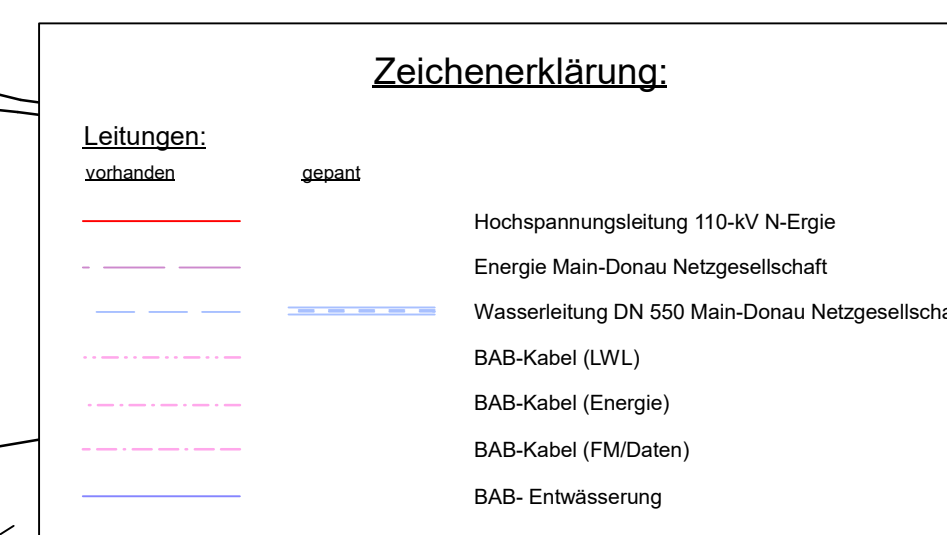 Zeichenerklärung:
Leitungen:
vorhanden gepant
Hochspannungsleitung 110-kV N-Ergie
Energie Main-Donau Netzgesellschaft
Wasserleitung DN 550 Main-Donau Netzgesellscha
BAB-Kabel (LWL)
BAB-Kabel (Energie)
BAB-Kabel (FM/Daten)
BAB- Entwässerung